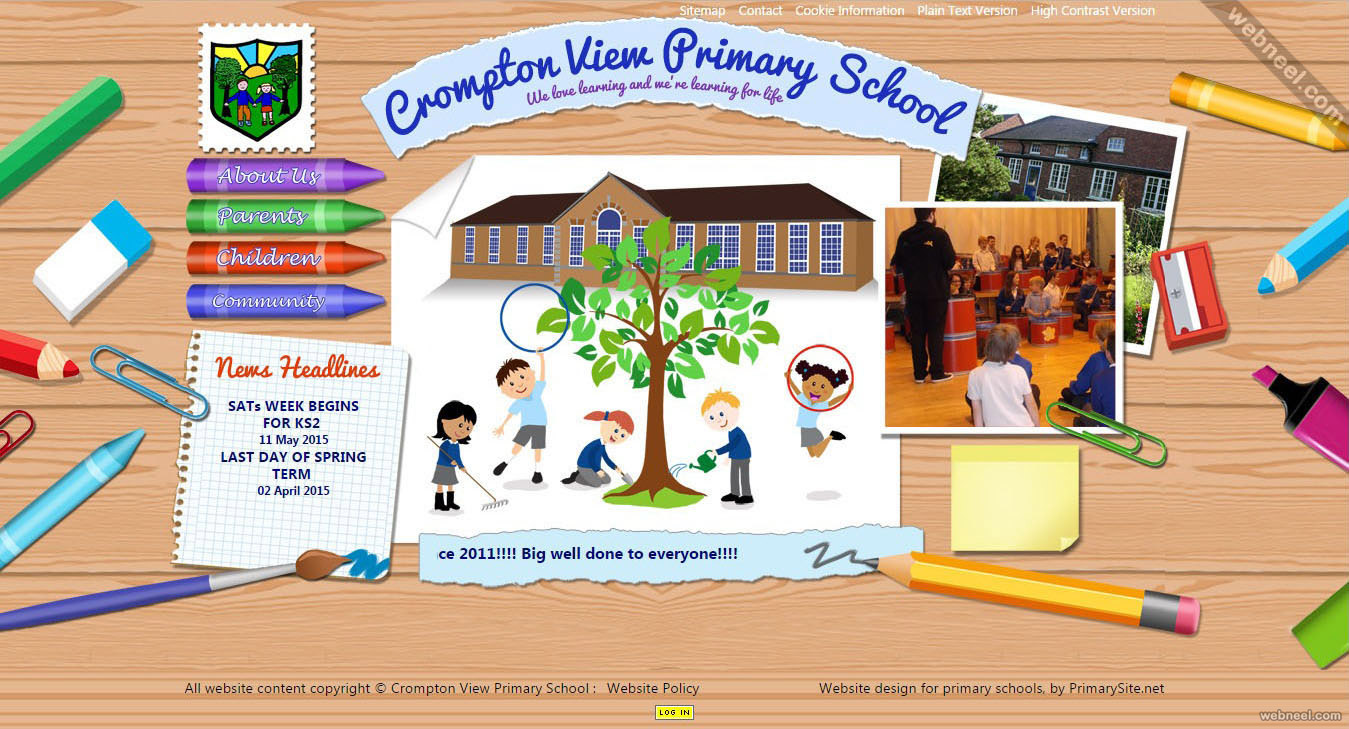 Sitemap Contact Cookie Information Plain Text Version High Contrast Version
webneel.com
Crompton View Primary School
We love learning and we're learning for life
About Us
Parents
Children
Community
News Headlines
SATs WEEK BEGINS
FOR KS2
11 May 2015
LAST DAY OF SPRING
TERM
02 April 2015
ce 2011!!!! Big well done to everyone!!!!
All website content copyright © Crompton View Primary School : Website Policy
Website design for primary schools, by PrimarySite.net
LOG IN
webneel.com